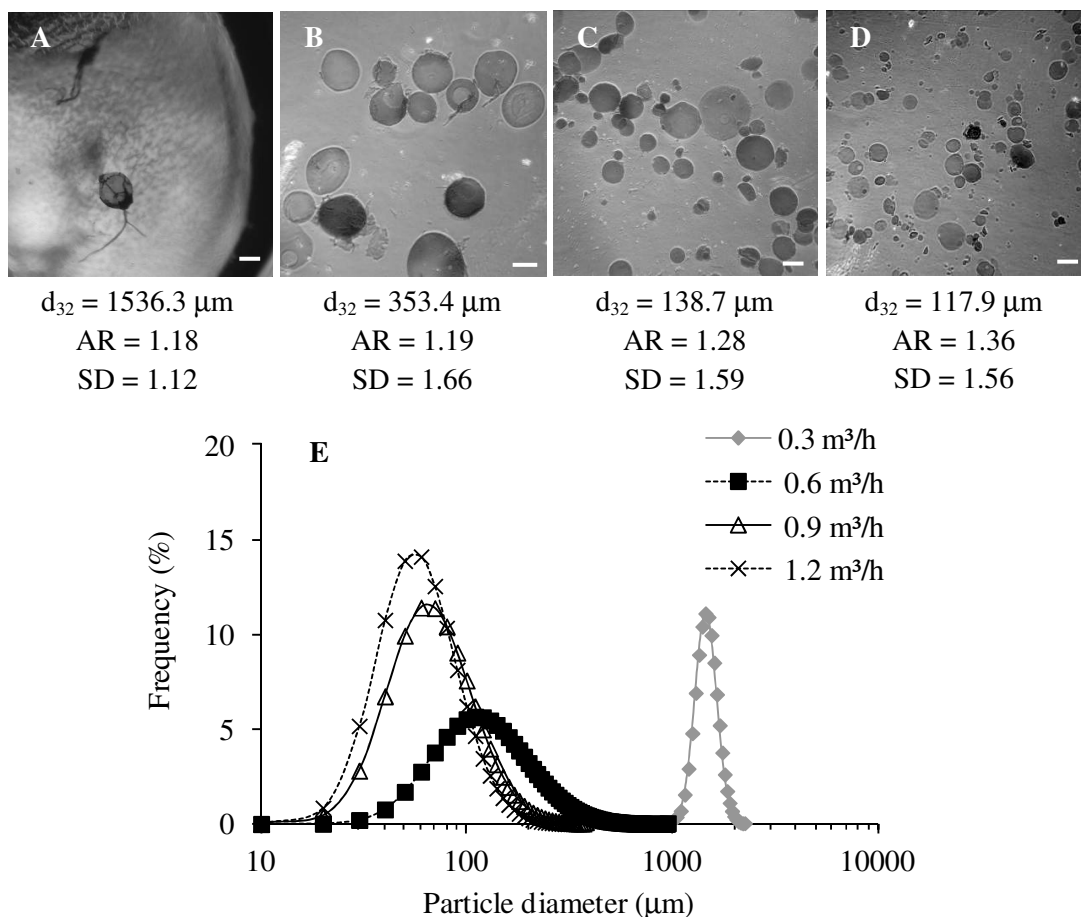 A B C D
d₃₂ = 1536.3 μm d₃₂ = 353.4 μm d₃₂ = 138.7 μm d₃₂ = 117.9 μm
AR = 1.18 AR = 1.19 AR = 1.28 AR = 1.36
SD = 1.12 SD = 1.66 SD = 1.59 SD = 1.56
E
0.3 m³/h
0.6 m³/h
0.9 m³/h
1.2 m³/h
Frequency (%)
20
15
10
5
0
10 100 1000 10000
Particle diameter (μm)